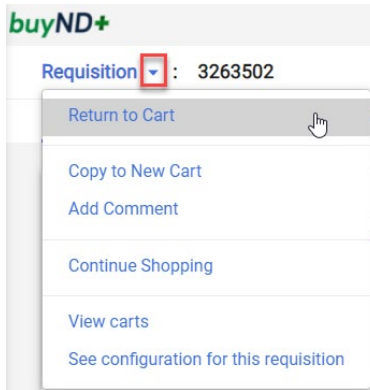 buyND+
Requisition : 3263502
Return to Cart
Copy to New Cart
Add Comment
Continue Shopping
View carts
See configuration for this requisition